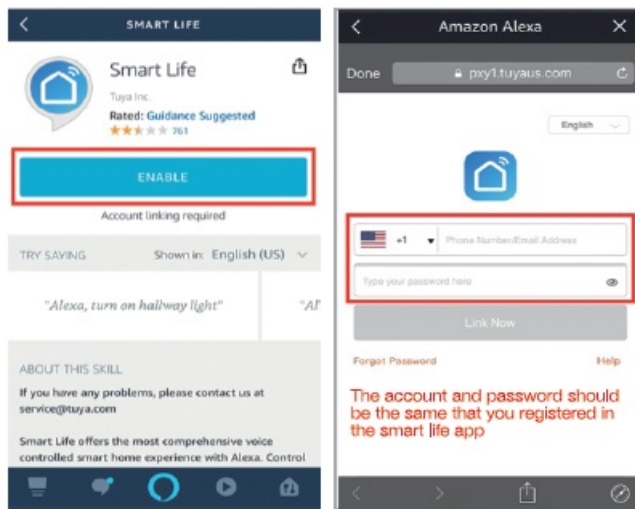 SMART LIFE
Smart Life
Tuya Inc.
Rated: Guidance Suggested
761
ENABLE
Account linking required
TRY SAYING
Shown in: English (US)
"Alexa, turn on hallway light"
ABOUT THIS SKILL
If you have any problems, please contact us at
service@tuya.com
Smart Life offers the most comprehensive voice
controlled smart home experience with Alexa. Control
Amazon Alexa
Done
pxy1.tuyaus.com
English
+1
Phone Number/Email Address
Type your password here
Link Now
Forgot Password
Help
The account and password should
be the same that you registered in
the smart life app